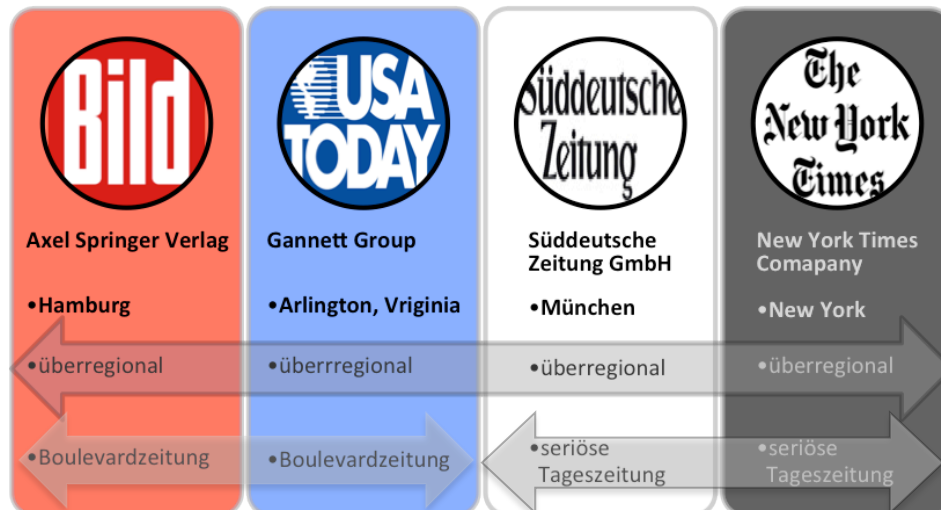 Bild
Axel Springer Verlag
•Hamburg
•überregional
•Boulevardzeitung
USA
TODAY
Gannett Group
•Arlington, Vriginia
•überrregional
•Boulevardzeitung
Süddeutsche
Zeitung
Süddeutsche
Zeitung GmbH
•München
•überregional
•seriöse
Tageszeitung
The
New York
Times
New York Times
Comapany
•New York
•überregional
•seriöse
Tageszeitung